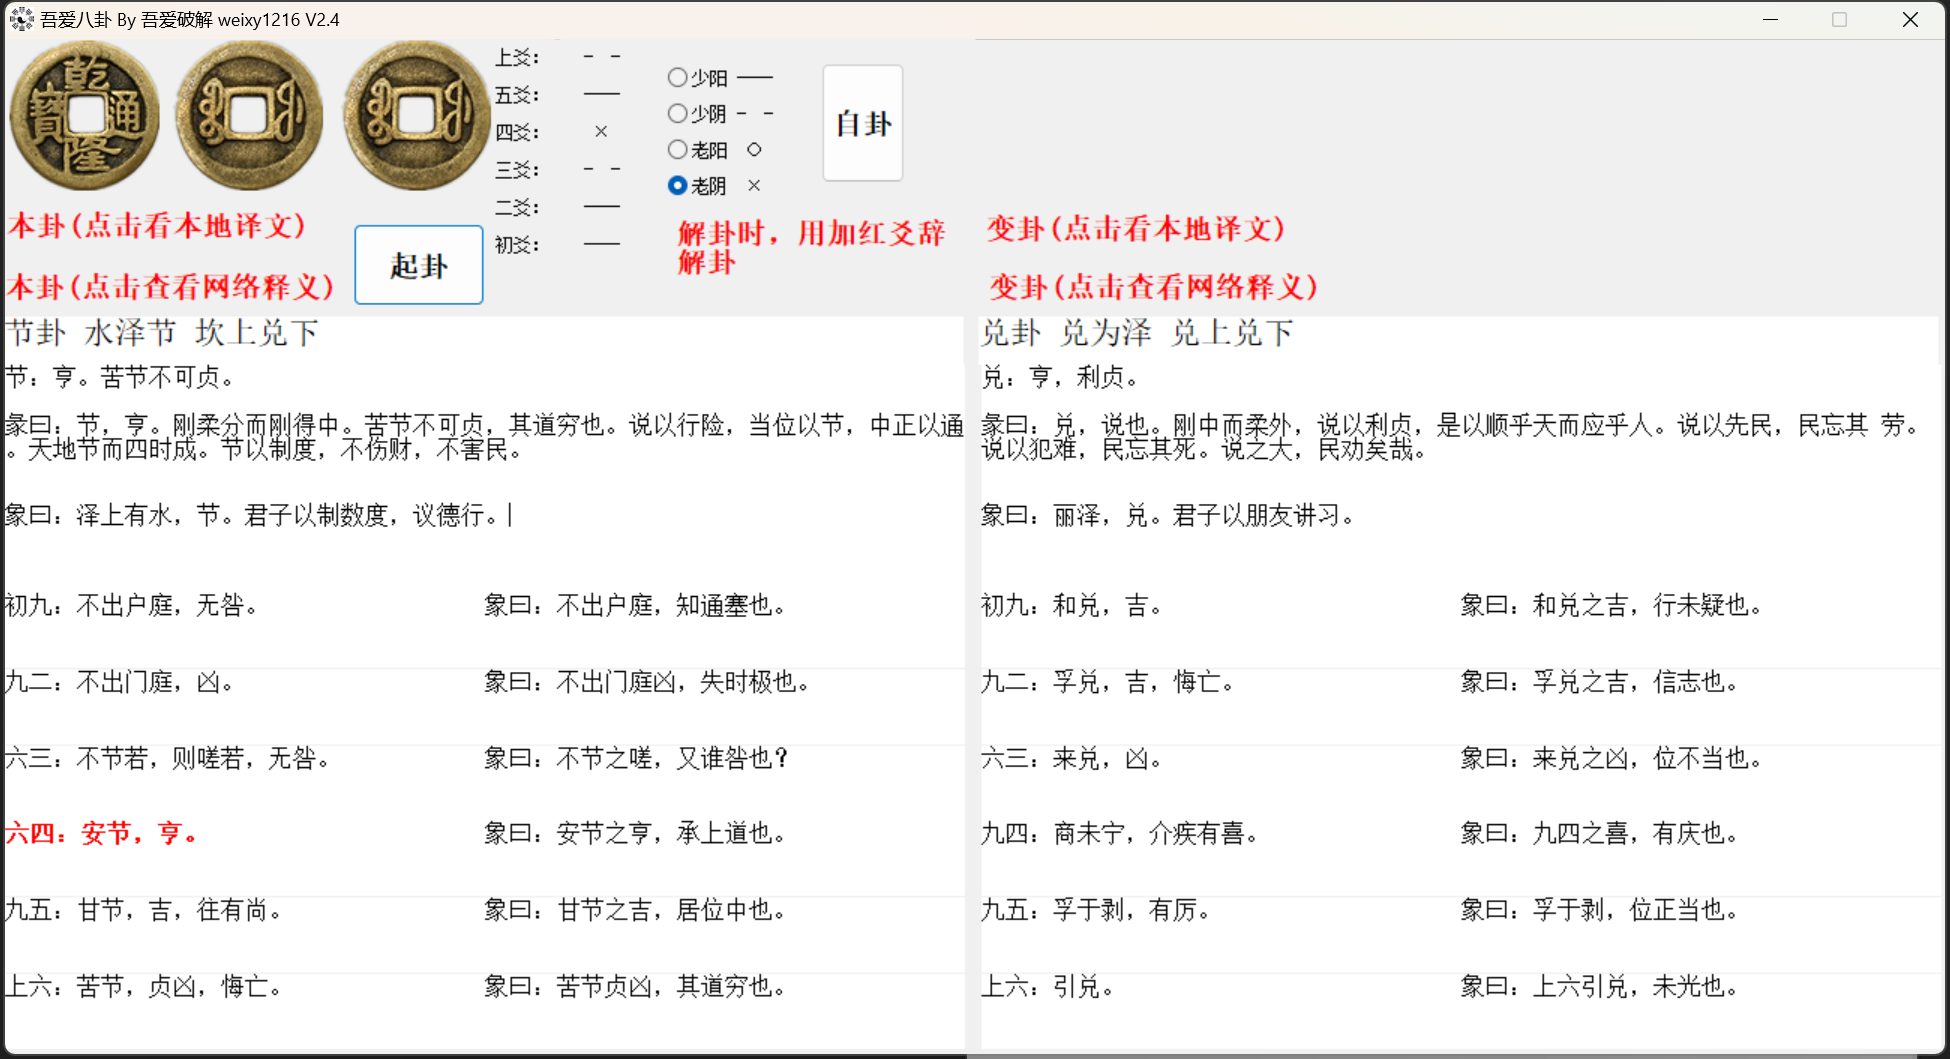 吾爱八卦 By 吾爱破解 weixy1216 V2.4
乾隆通寳
上爻： - -
五爻： —
四爻： ×
三爻： - -
二爻： —
初爻： —
少阳 —
少阴 - -
老阳 ○
老阴 ×
自卦
本卦(点击看本地译文)
本卦(点击查看网络释义)
起卦
解卦时，用加红爻辞
解卦
变卦(点击看本地译文)
变卦(点击查看网络释义)
节卦 水泽节 坎上兑下
节：亨。苦节不可贞。
彖曰：节，亨。刚柔分而刚得中。苦节不可贞，其道穷也。说以行险，当位以节，中正以通
。天地节而四时成。节以制度，不伤财，不害民。
象曰：泽上有水，节。君子以制数度，议德行。
初九：不出户庭，无咎。 象曰：不出户庭，知通塞也。
九二：不出门庭，凶。 象曰：不出门庭凶，失时极也。
六三：不节若，则嗟若，无咎。 象曰：不节之嗟，又谁咎也？
六四：安节，亨。 象曰：安节之亨，承上道也。
九五：甘节，吉，往有尚。 象曰：甘节之吉，居位中也。
上六：苦节，贞凶，悔亡。 象曰：苦节贞凶，其道穷也。
兑卦 兑为泽 兑上兑下
兑：亨，利贞。
彖曰：兑，说也。刚中而柔外，说以利贞，是以顺乎天而应乎人。说以先民，民忘其 劳。
说以犯难，民忘其死。说之大，民劝矣哉。
象曰：丽泽，兑。君子以朋友讲习。
初九：和兑，吉。 象曰：和兑之吉，行未疑也。
九二：孚兑，吉，悔亡。 象曰：孚兑之吉，信志也。
六三：来兑，凶。 象曰：来兑之凶，位不当也。
九四：商未宁，介疾有喜。 象曰：九四之喜，有庆也。
九五：孚于剥，有厉。 象曰：孚于剥，位正当也。
上六：引兑。 象曰：上六引兑，未光也。